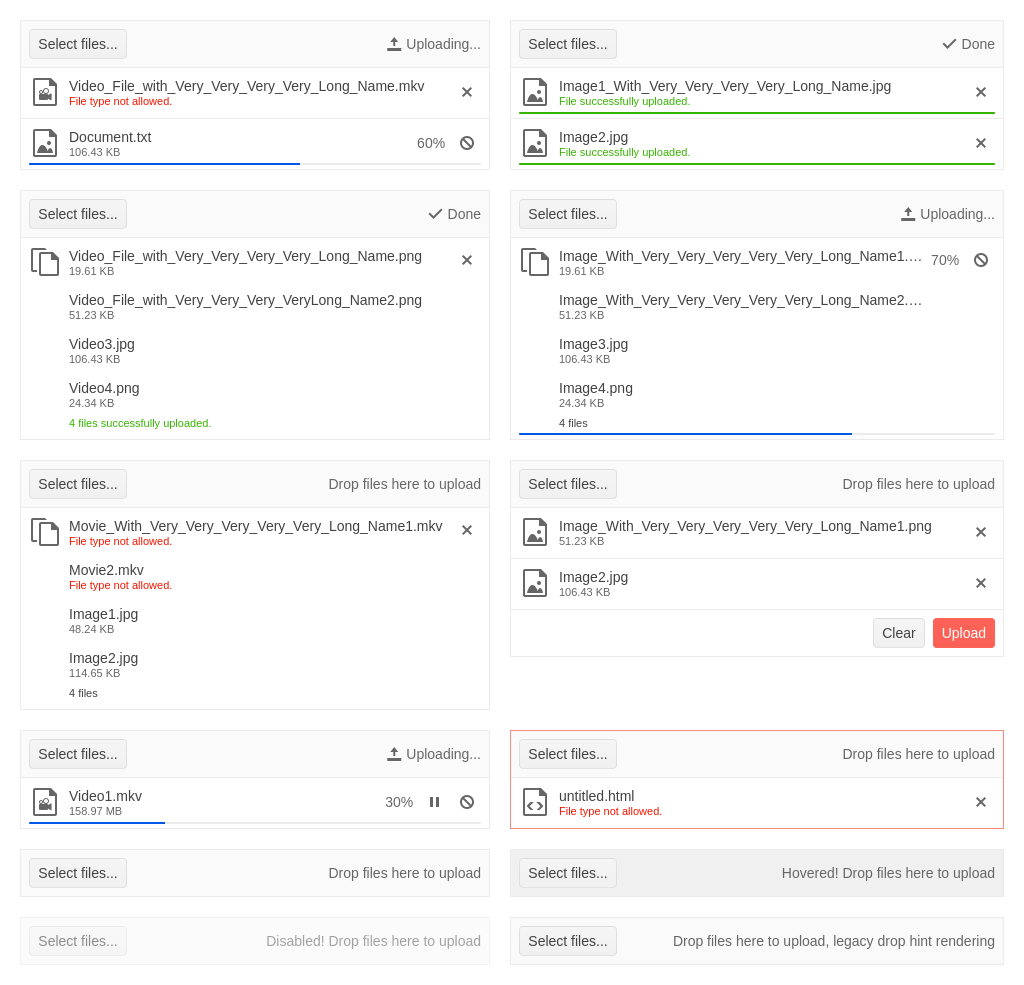 Select files...
Uploading...
Video_File_with_Very_Very_Very_Very_Long_Name.mkv
File type not allowed.
Document.txt
106.43 KB
60%
Select files...
Done
Image1_With_Very_Very_Very_Very_Long_Name.jpg
File successfully uploaded.
Image2.jpg
File successfully uploaded.
Select files...
Done
Video_File_with_Very_Very_Very_Very_Long_Name.png
19.61 KB
Video_File_with_Very_Very_Very_VeryLong_Name2.png
51.23 KB
Video3.jpg
106.43 KB
Video4.png
24.34 KB
4 files successfully uploaded.
Select files...
Uploading...
Image_With_Very_Very_Very_Very_Very_Long_Name1.…
70%
19.61 KB
Image_With_Very_Very_Very_Very_Very_Long_Name2.…
51.23 KB
Image3.jpg
106.43 KB
Image4.png
24.34 KB
4 files
Select files...
Drop files here to upload
Movie_With_Very_Very_Very_Very_Very_Long_Name1.mkv
File type not allowed.
Movie2.mkv
File type not allowed.
Image1.jpg
48.24 KB
Image2.jpg
114.65 KB
4 files
Select files...
Drop files here to upload
Image_With_Very_Very_Very_Very_Very_Long_Name1.png
51.23 KB
Image2.jpg
106.43 KB
Clear
Upload
Select files...
Uploading...
Video1.mkv
158.97 MB
30%
Select files...
Drop files here to upload
untitled.html
File type not allowed.
Select files...
Drop files here to upload
Select files...
Hovered! Drop files here to upload
Select files...
Disabled! Drop files here to upload
Select files...
Drop files here to upload, legacy drop hint rendering